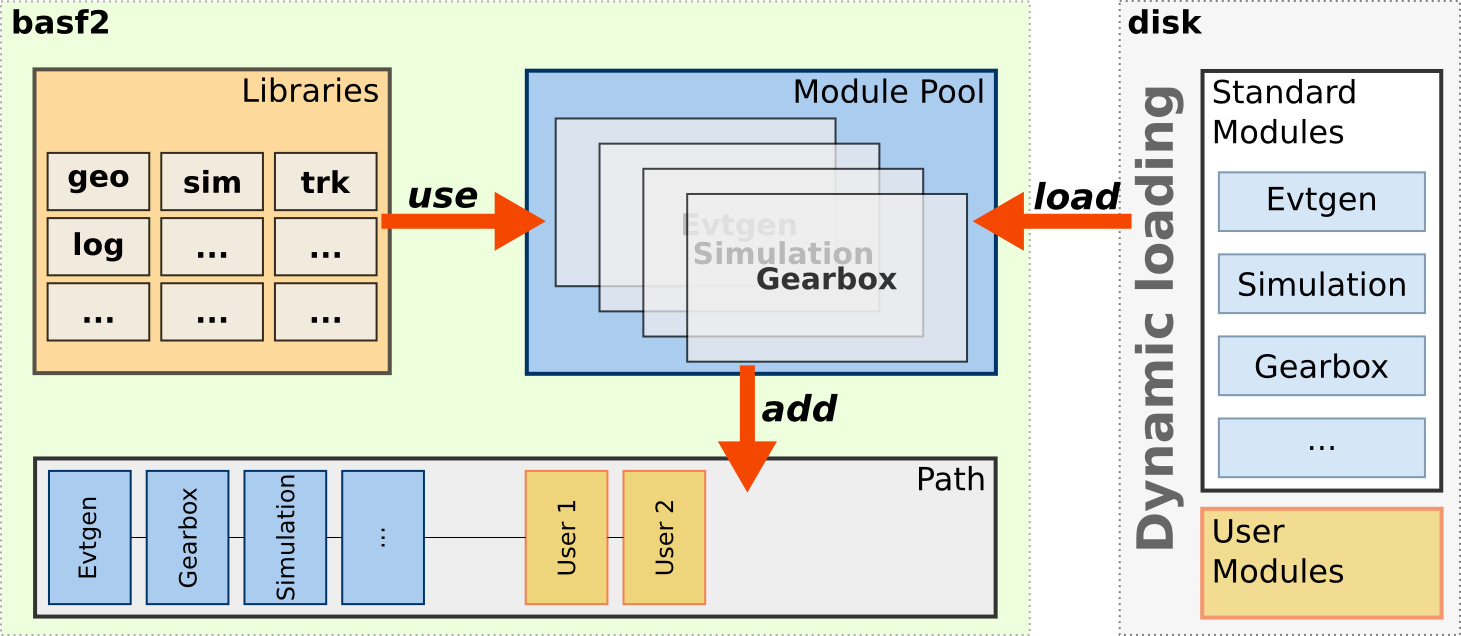 basf2
Libraries
geo sim trk
log ... ...
... ... ...
use
Module Pool
Evtgen
Simulation
Gearbox
load
add
Path
Evtgen
Gearbox
Simulation
...
User 1
User 2
disk
Dynamic loading
Standard
Modules
Evtgen
Simulation
Gearbox
...
User
Modules